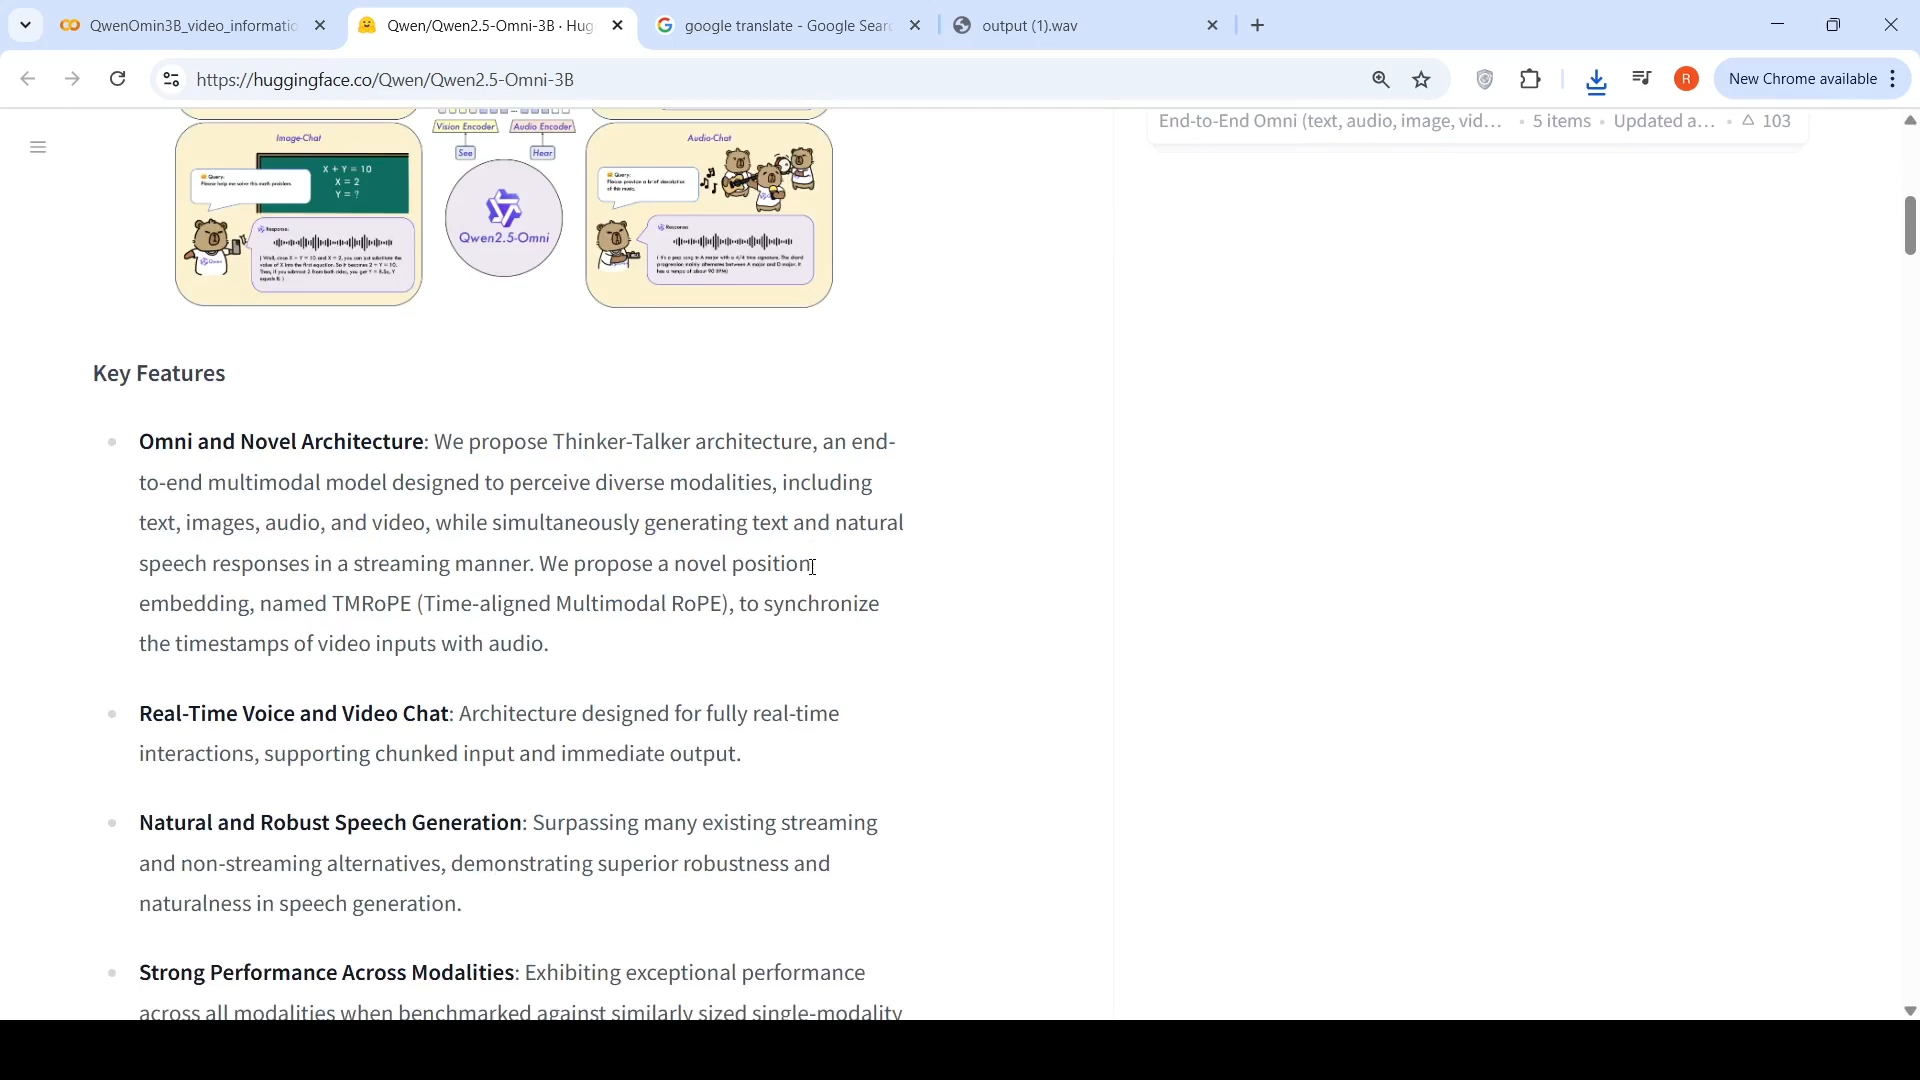 QwenOmin3B_video_informatio
Qwen/Qwen2.5-Omni-3B · Hug
google translate - Google Searc
output (1).wav
https://huggingface.co/Qwen/Qwen2.5-Omni-3B
R
New Chrome available
End-to-End Omni (text, audio, image, vid... • 5 items • Updated a... • 103
Vision Encoder
Audio Encoder
See
Hear
Qwen2.5-Omni
Image-Chat
Query:
Please help me solve this math problem.
X + Y = 10
X = 2
Y = ?
Response:
Audio-Chat
Query:
Please provide a brief description
of this music.
Response:
Key Features
Omni and Novel Architecture: We propose Thinker-Talker architecture, an end-
to-end multimodal model designed to perceive diverse modalities, including
text, images, audio, and video, while simultaneously generating text and natural
speech responses in a streaming manner. We propose a novel position
embedding, named TMRoPE (Time-aligned Multimodal RoPE), to synchronize
the timestamps of video inputs with audio.
Real-Time Voice and Video Chat: Architecture designed for fully real-time
interactions, supporting chunked input and immediate output.
Natural and Robust Speech Generation: Surpassing many existing streaming
and non-streaming alternatives, demonstrating superior robustness and
naturalness in speech generation.
Strong Performance Across Modalities: Exhibiting exceptional performance
across all modalities when benchmarked against similarly sized single-modality